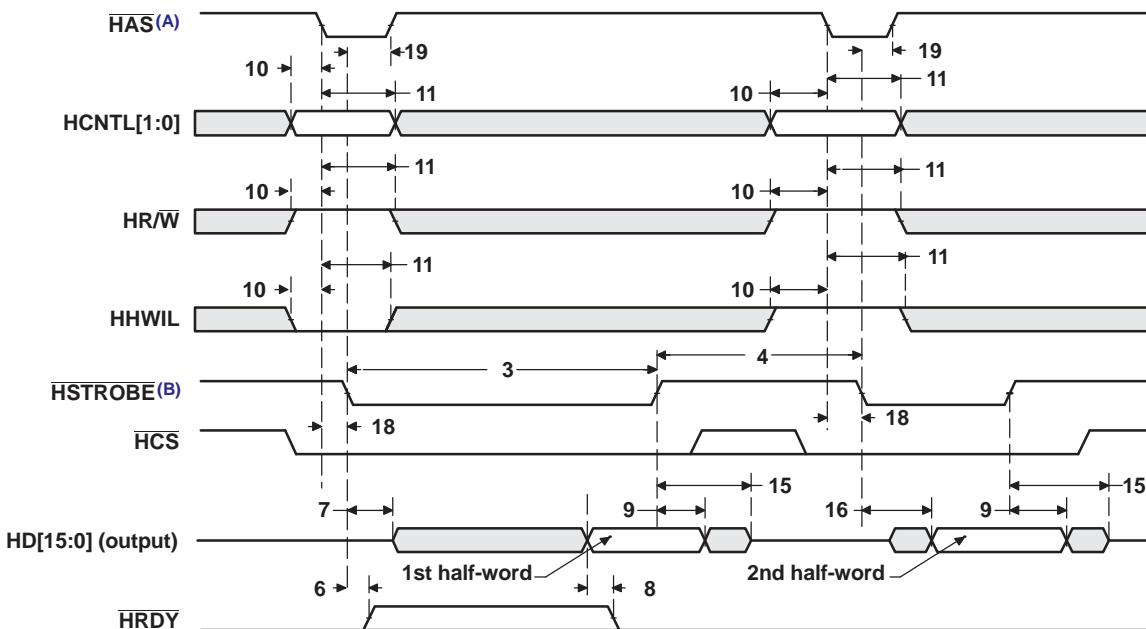 HAS(A)
19
19
10
11
10
11
HCNTL[1:0]
11
11
10
10
HR/W
11
11
10
10
HHWIL
3
4
HSTROBE(B)
18
18
HCS
15
15
7
9
16
9
HD[15:0] (output)
1st half-word
2nd half-word
6
8
HRDY